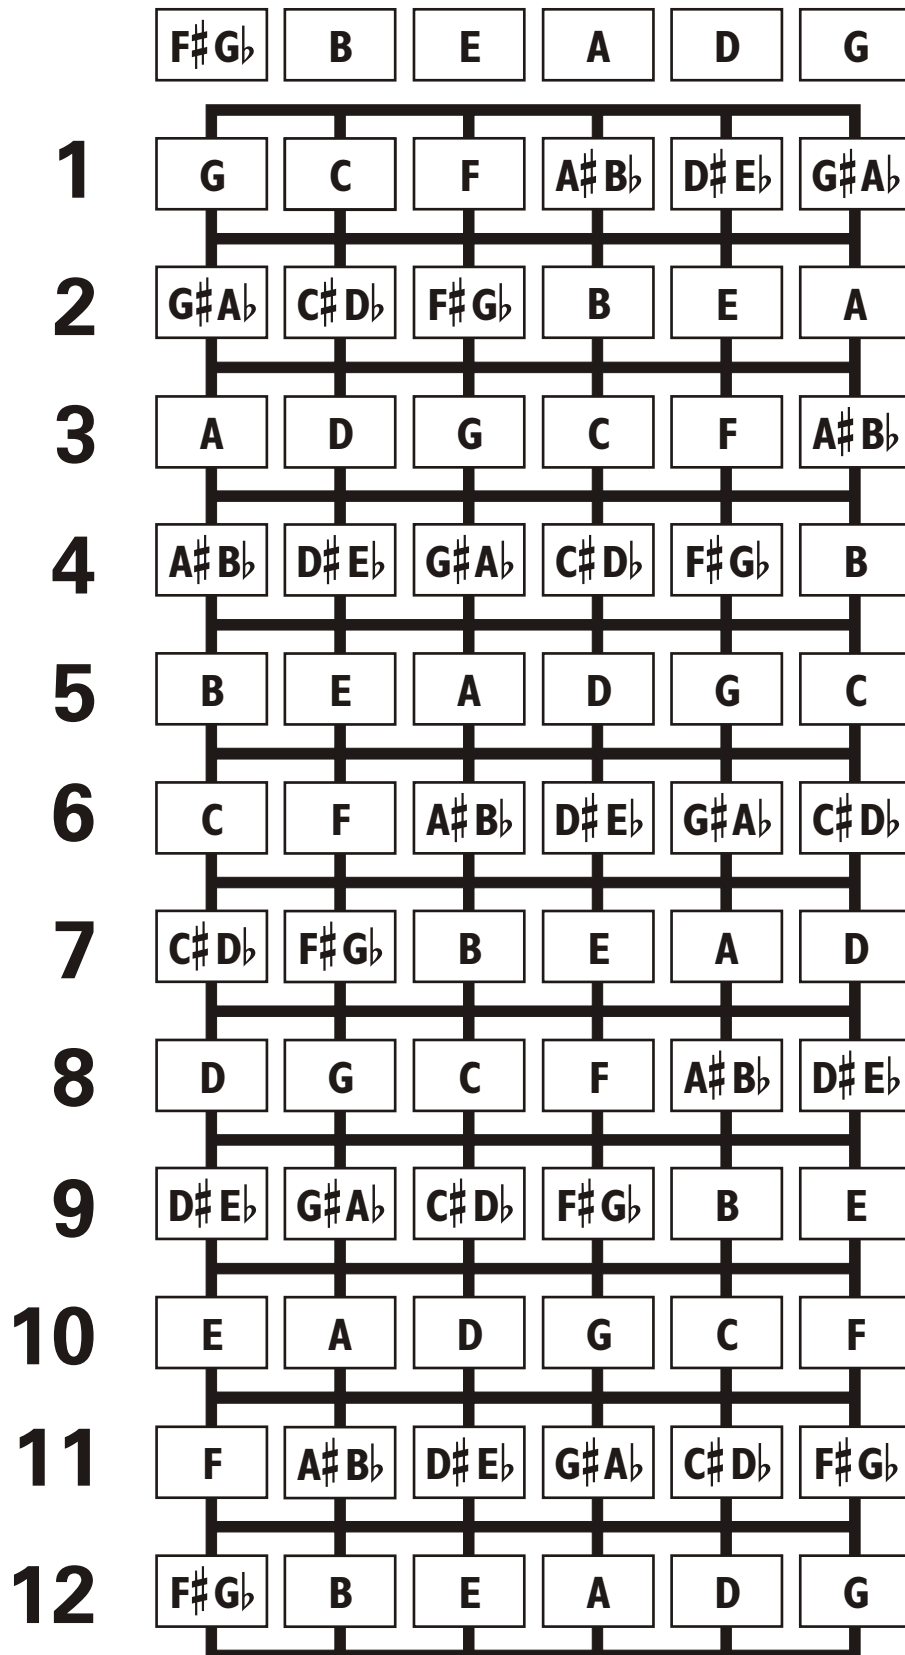 F♯G♭ B E A D G
1 G C F A♯B♭ D♯E♭ G♯A♭
2 G♯A♭ C♯D♭ F♯G♭ B E A
3 A D G C F A♯B♭
4 A♯B♭ D♯E♭ G♯A♭ C♯D♭ F♯G♭ B
5 B E A D G C
6 C F A♯B♭ D♯E♭ G♯A♭ C♯D♭
7 C♯D♭ F♯G♭ B E A D
8 D G C F A♯B♭ D♯E♭
9 D♯E♭ G♯A♭ C♯D♭ F♯G♭ B E
10 E A D G C F
11 F A♯B♭ D♯E♭ G♯A♭ C♯D♭ F♯G♭
12 F♯G♭ B E A D G